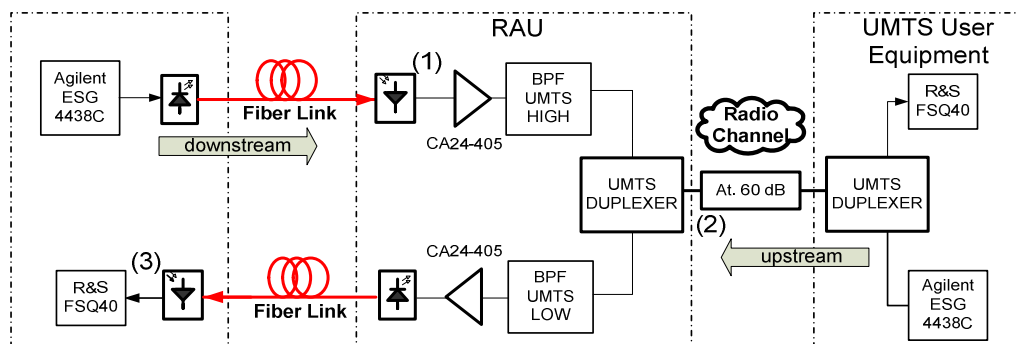 RAU
UMTS User
Equipment
Agilent
ESG
4438C
Fiber Link
downstream
(1)
CA24-405
BPF
UMTS
HIGH
UMTS
DUPLEXER
Radio
Channel
At. 60 dB
(2)
upstream
UMTS
DUPLEXER
R&S
FSQ40
Agilent
ESG
4438C
R&S
FSQ40
(3)
Fiber Link
CA24-405
BPF
UMTS
LOW